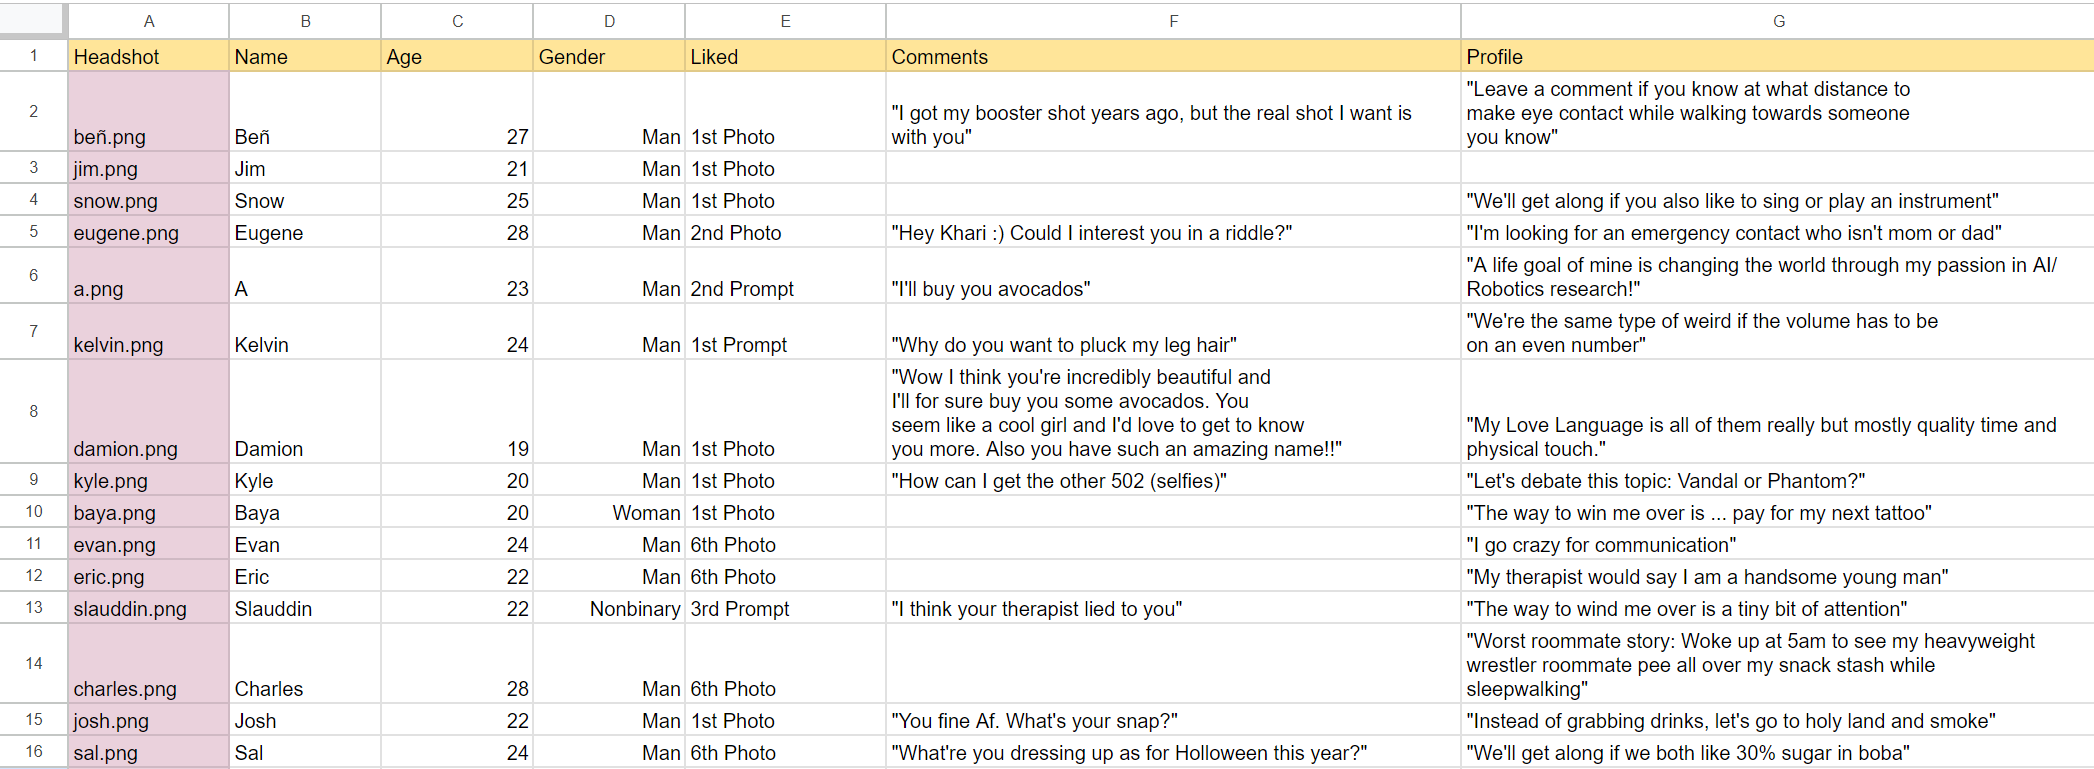 A B C D E F G
1 Headshot Name Age Gender Liked Comments Profile
2 beñ.png Beñ 27 Man 1st Photo "I got my booster shot years ago, but the real shot I want is
with you" "Leave a comment if you know at what distance to
make eye contact while walking towards someone
you know"
3 jim.png Jim 21 Man 1st Photo
4 snow.png Snow 25 Man 1st Photo "We'll get along if you also like to sing or play an instrument"
5 eugene.png Eugene 28 Man 2nd Photo "Hey Khari :) Could I interest you in a riddle?" "I'm looking for an emergency contact who isn't mom or dad"
6 a.png A 23 Man 2nd Prompt "I'll buy you avocados" "A life goal of mine is changing the world through my passion in AI/
Robotics research!"
7 kelvin.png Kelvin 24 Man 1st Prompt "Why do you want to pluck my leg hair" "We're the same type of weird if the volume has to be
on an even number"
8 damion.png Damion 19 Man 1st Photo "Wow I think you're incredibly beautiful and
I'll for sure buy you some avocados. You
seem like a cool girl and I'd love to get to know
you more. Also you have such an amazing name!!" "My Love Language is all of them really but mostly quality time and
physical touch."
9 kyle.png Kyle 20 Man 1st Photo "How can I get the other 502 (selfies)" "Let's debate this topic: Vandal or Phantom?"
10 baya.png Baya 20 Woman 1st Photo "The way to win me over is ... pay for my next tattoo"
11 evan.png Evan 24 Man 6th Photo "I go crazy for communication"
12 eric.png Eric 22 Man 6th Photo "My therapist would say I am a handsome young man"
13 slauddin.png Slauddin 22 Nonbinary 3rd Prompt "I think your therapist lied to you" "The way to wind me over is a tiny bit of attention"
14 charles.png Charles 28 Man 6th Photo "Worst roommate story: Woke up at 5am to see my heavyweight
wrestler roommate pee all over my snack stash while
sleepwalking"
15 josh.png Josh 22 Man 1st Photo "You fine Af. What's your snap?" "Instead of grabbing drinks, let's go to holy land and smoke"
16 sal.png Sal 24 Man 6th Photo "What're you dressing up as for Holloween this year?" "We'll get along if we both like 30% sugar in boba"